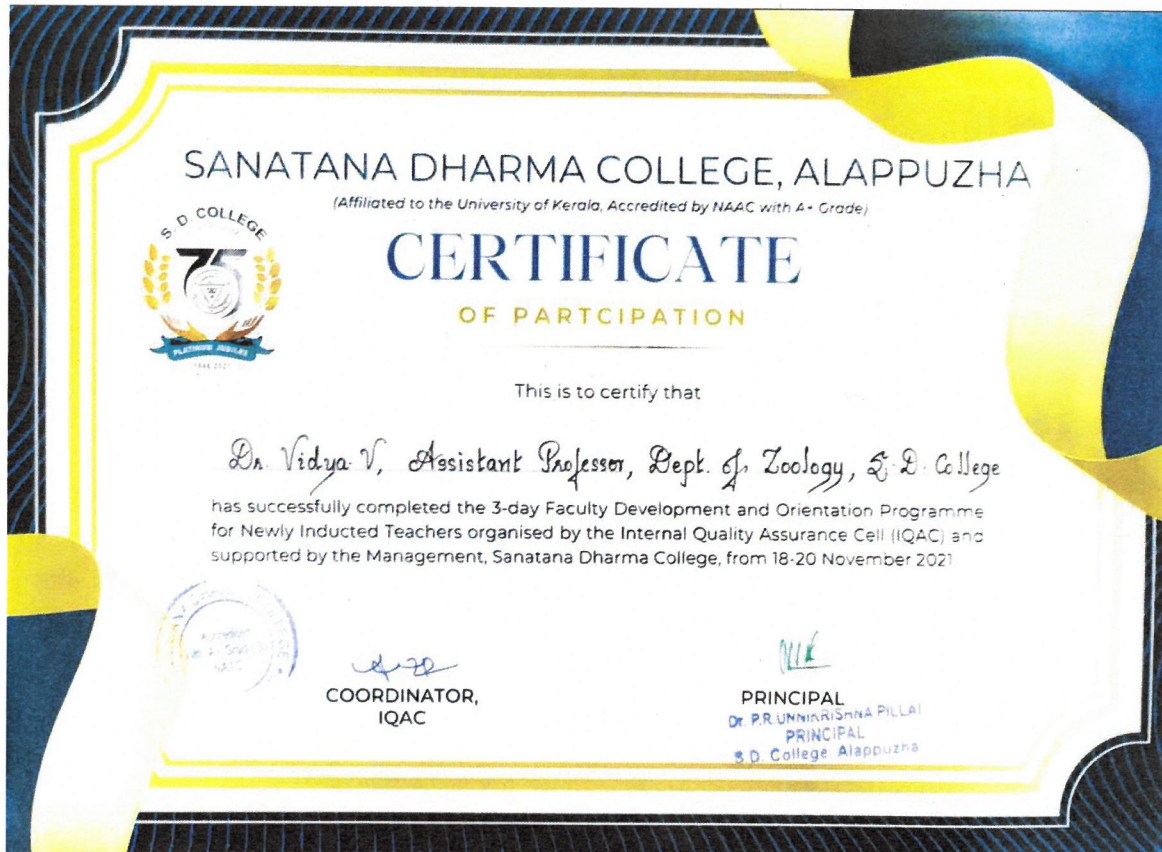 SANATANA DHARMA COLLEGE, ALAPPUZHA
(Affiliated to the University of Kerala, Accredited by NAAC with A+ Grade)
S. D. COLLEGE
75
PLATINUM JUBILEE
CERTIFICATE
OF PARTCIPATION
This is to certify that
Dr. Vidya V, Assistant Professor, Dept. of Zoology, S. D. College
has successfully completed the 3-day Faculty Development and Orientation Programme
for Newly Inducted Teachers organised by the Internal Quality Assurance Cell (IQAC) and
supported by the Management, Sanatana Dharma College, from 18-20 November 2021
NAAC
COORDINATOR,
IQAC
PRINCIPAL
Dr. P.R. UNNIKRISHNA PILLAI
PRINCIPAL
S.D. College Alappuzha